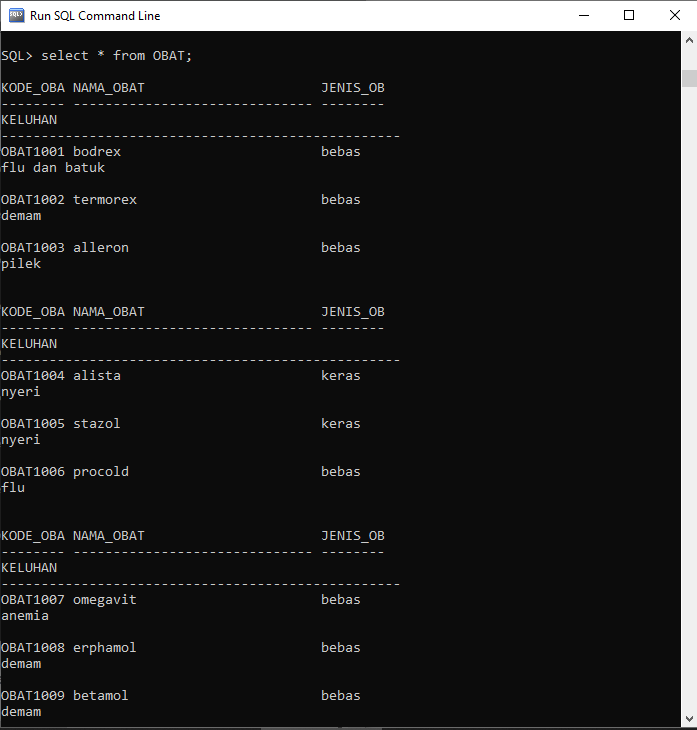 Run SQL Command Line
SQL> select * from OBAT;
KODE_OBA NAMA_OBAT JENIS_OB
-------- ------------------------------ --------
KELUHAN
--------------------------------------------------
OBAT1001 bodrex bebas
flu dan batuk
OBAT1002 termorex bebas
demam
OBAT1003 alleron bebas
pilek
KODE_OBA NAMA_OBAT JENIS_OB
-------- ------------------------------ --------
KELUHAN
--------------------------------------------------
OBAT1004 alista keras
nyeri
OBAT1005 stazol keras
nyeri
OBAT1006 procold bebas
flu
KODE_OBA NAMA_OBAT JENIS_OB
-------- ------------------------------ --------
KELUHAN
--------------------------------------------------
OBAT1007 omegavit bebas
anemia
OBAT1008 erphamol bebas
demam
OBAT1009 betamol bebas
demam